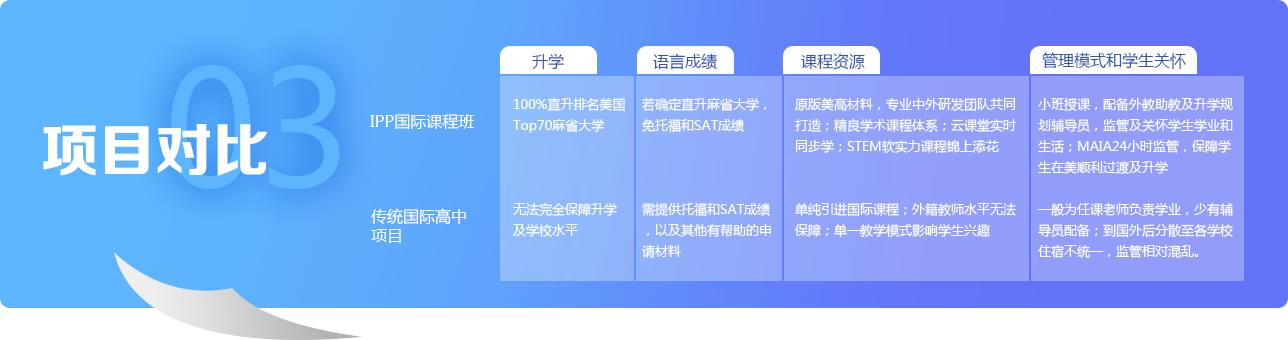 03
项目对比
升学
语言成绩
课程资源
管理模式和学生关怀
IPP国际课程班
100%直升排名美国
Top70麻省大学
若确定直升麻省大学，
免托福和SAT成绩
原版美高材料，专业中外研发团队共同
打造；精良学术课程体系；云课堂实时
同步学；STEM软实力课程锦上添花
小班授课，配备外教助教及升学规
划辅导员，监管及关怀学生学业和
生活；MAIA24小时监管，保障学
生在美顺利过渡及升学
传统国际高中
项目
无法完全保障升学
及学校水平
需提供托福和SAT成绩
，以及其他有帮助的申
请材料
单纯引进国际课程；外籍教师水平无法
保障；单一教学模式影响学生兴趣
一般为任课老师负责学业，少有辅
导员配备；到国外后分散至各学校
住宿不统一，监管相对混乱。